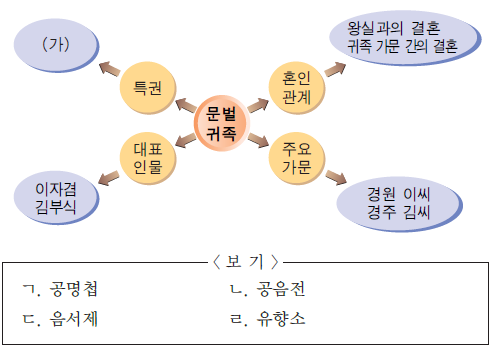 (가)
왕실과의 결혼
귀족 가문 간의 결혼
특권
혼인
관계
문벌
귀족
대표
인물
주요
가문
이자겸
김부식
경원 이씨
경주 김씨
〈 보 기 〉
ㄱ. 공명첩 ㄴ. 공음전
ㄷ. 음서제 ㄹ. 유향소